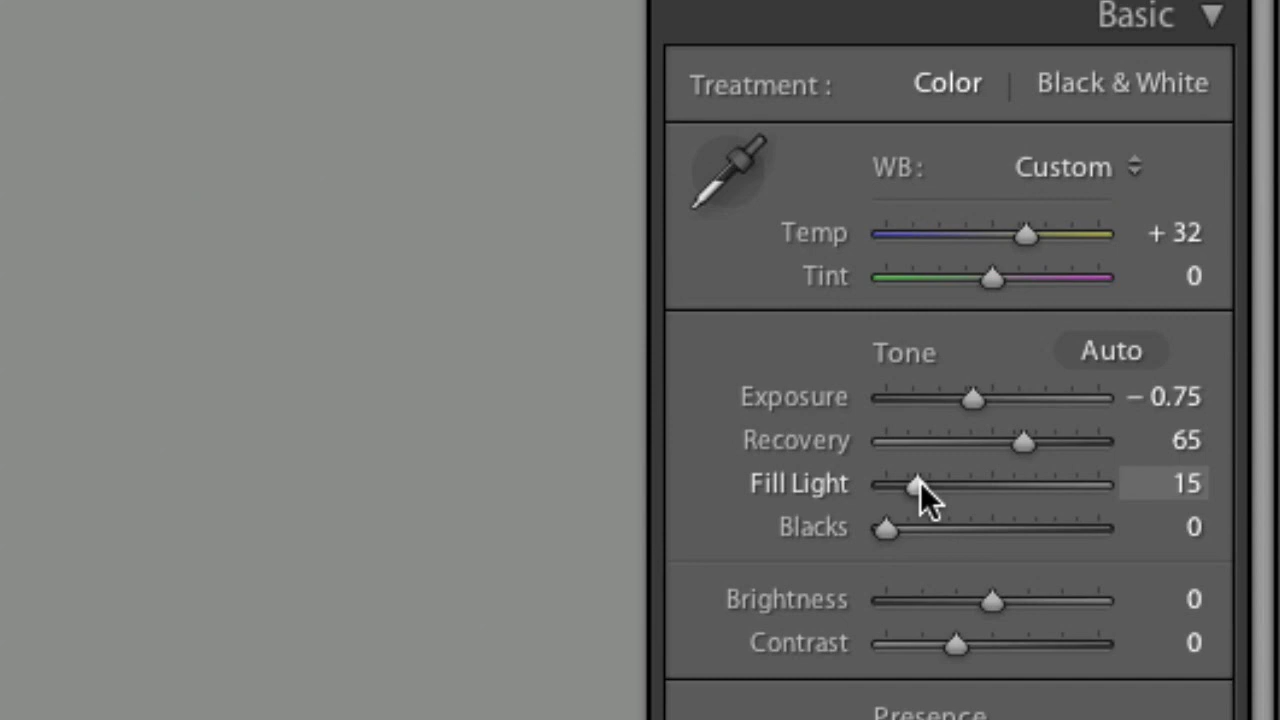 Basic
Treatment : Color | Black & White
WB: Custom
Temp + 32
Tint 0
Tone Auto
Exposure − 0.75
Recovery 65
Fill Light 15
Blacks 0
Brightness 0
Contrast 0
Presence